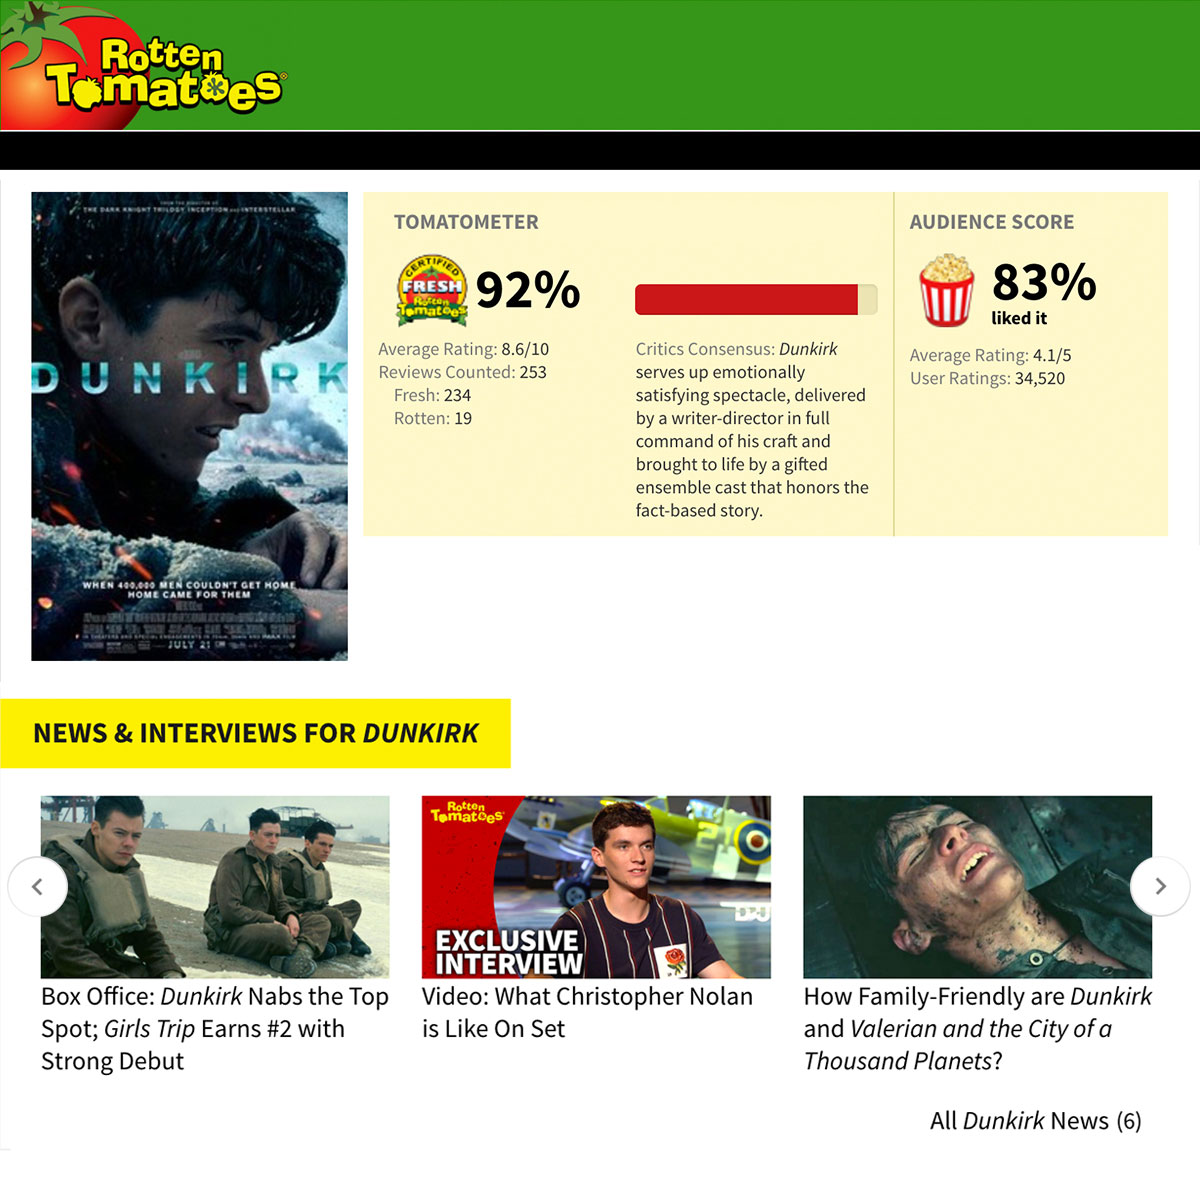 Rotten
Tomatoes®
FROM THE DIRECTOR OF
THE DARK KNIGHT TRILOGY, INCEPTION AND INTERSTELLAR
DUNKIRK
WHEN 400,000 MEN COULDN'T GET HOME,
HOME CAME FOR THEM
JULY 21
TOMATOMETER
CERTIFIED
FRESH
Rotten
Tomatoes
92%
Average Rating: 8.6/10
Reviews Counted: 253
Fresh: 234
Rotten: 19
Critics Consensus: Dunkirk
serves up emotionally
satisfying spectacle, delivered
by a writer-director in full
command of his craft and
brought to life by a gifted
ensemble cast that honors the
fact-based story.
AUDIENCE SCORE
83%
liked it
Average Rating: 4.1/5
User Ratings: 34,520
NEWS & INTERVIEWS FOR DUNKIRK
Box Office: Dunkirk Nabs the Top
Spot; Girls Trip Earns #2 with
Strong Debut
Rotten
Tomatoes
EXCLUSIVE
INTERVIEW
Video: What Christopher Nolan
is Like On Set
How Family-Friendly are Dunkirk
and Valerian and the City of a
Thousand Planets?
All Dunkirk News (6)